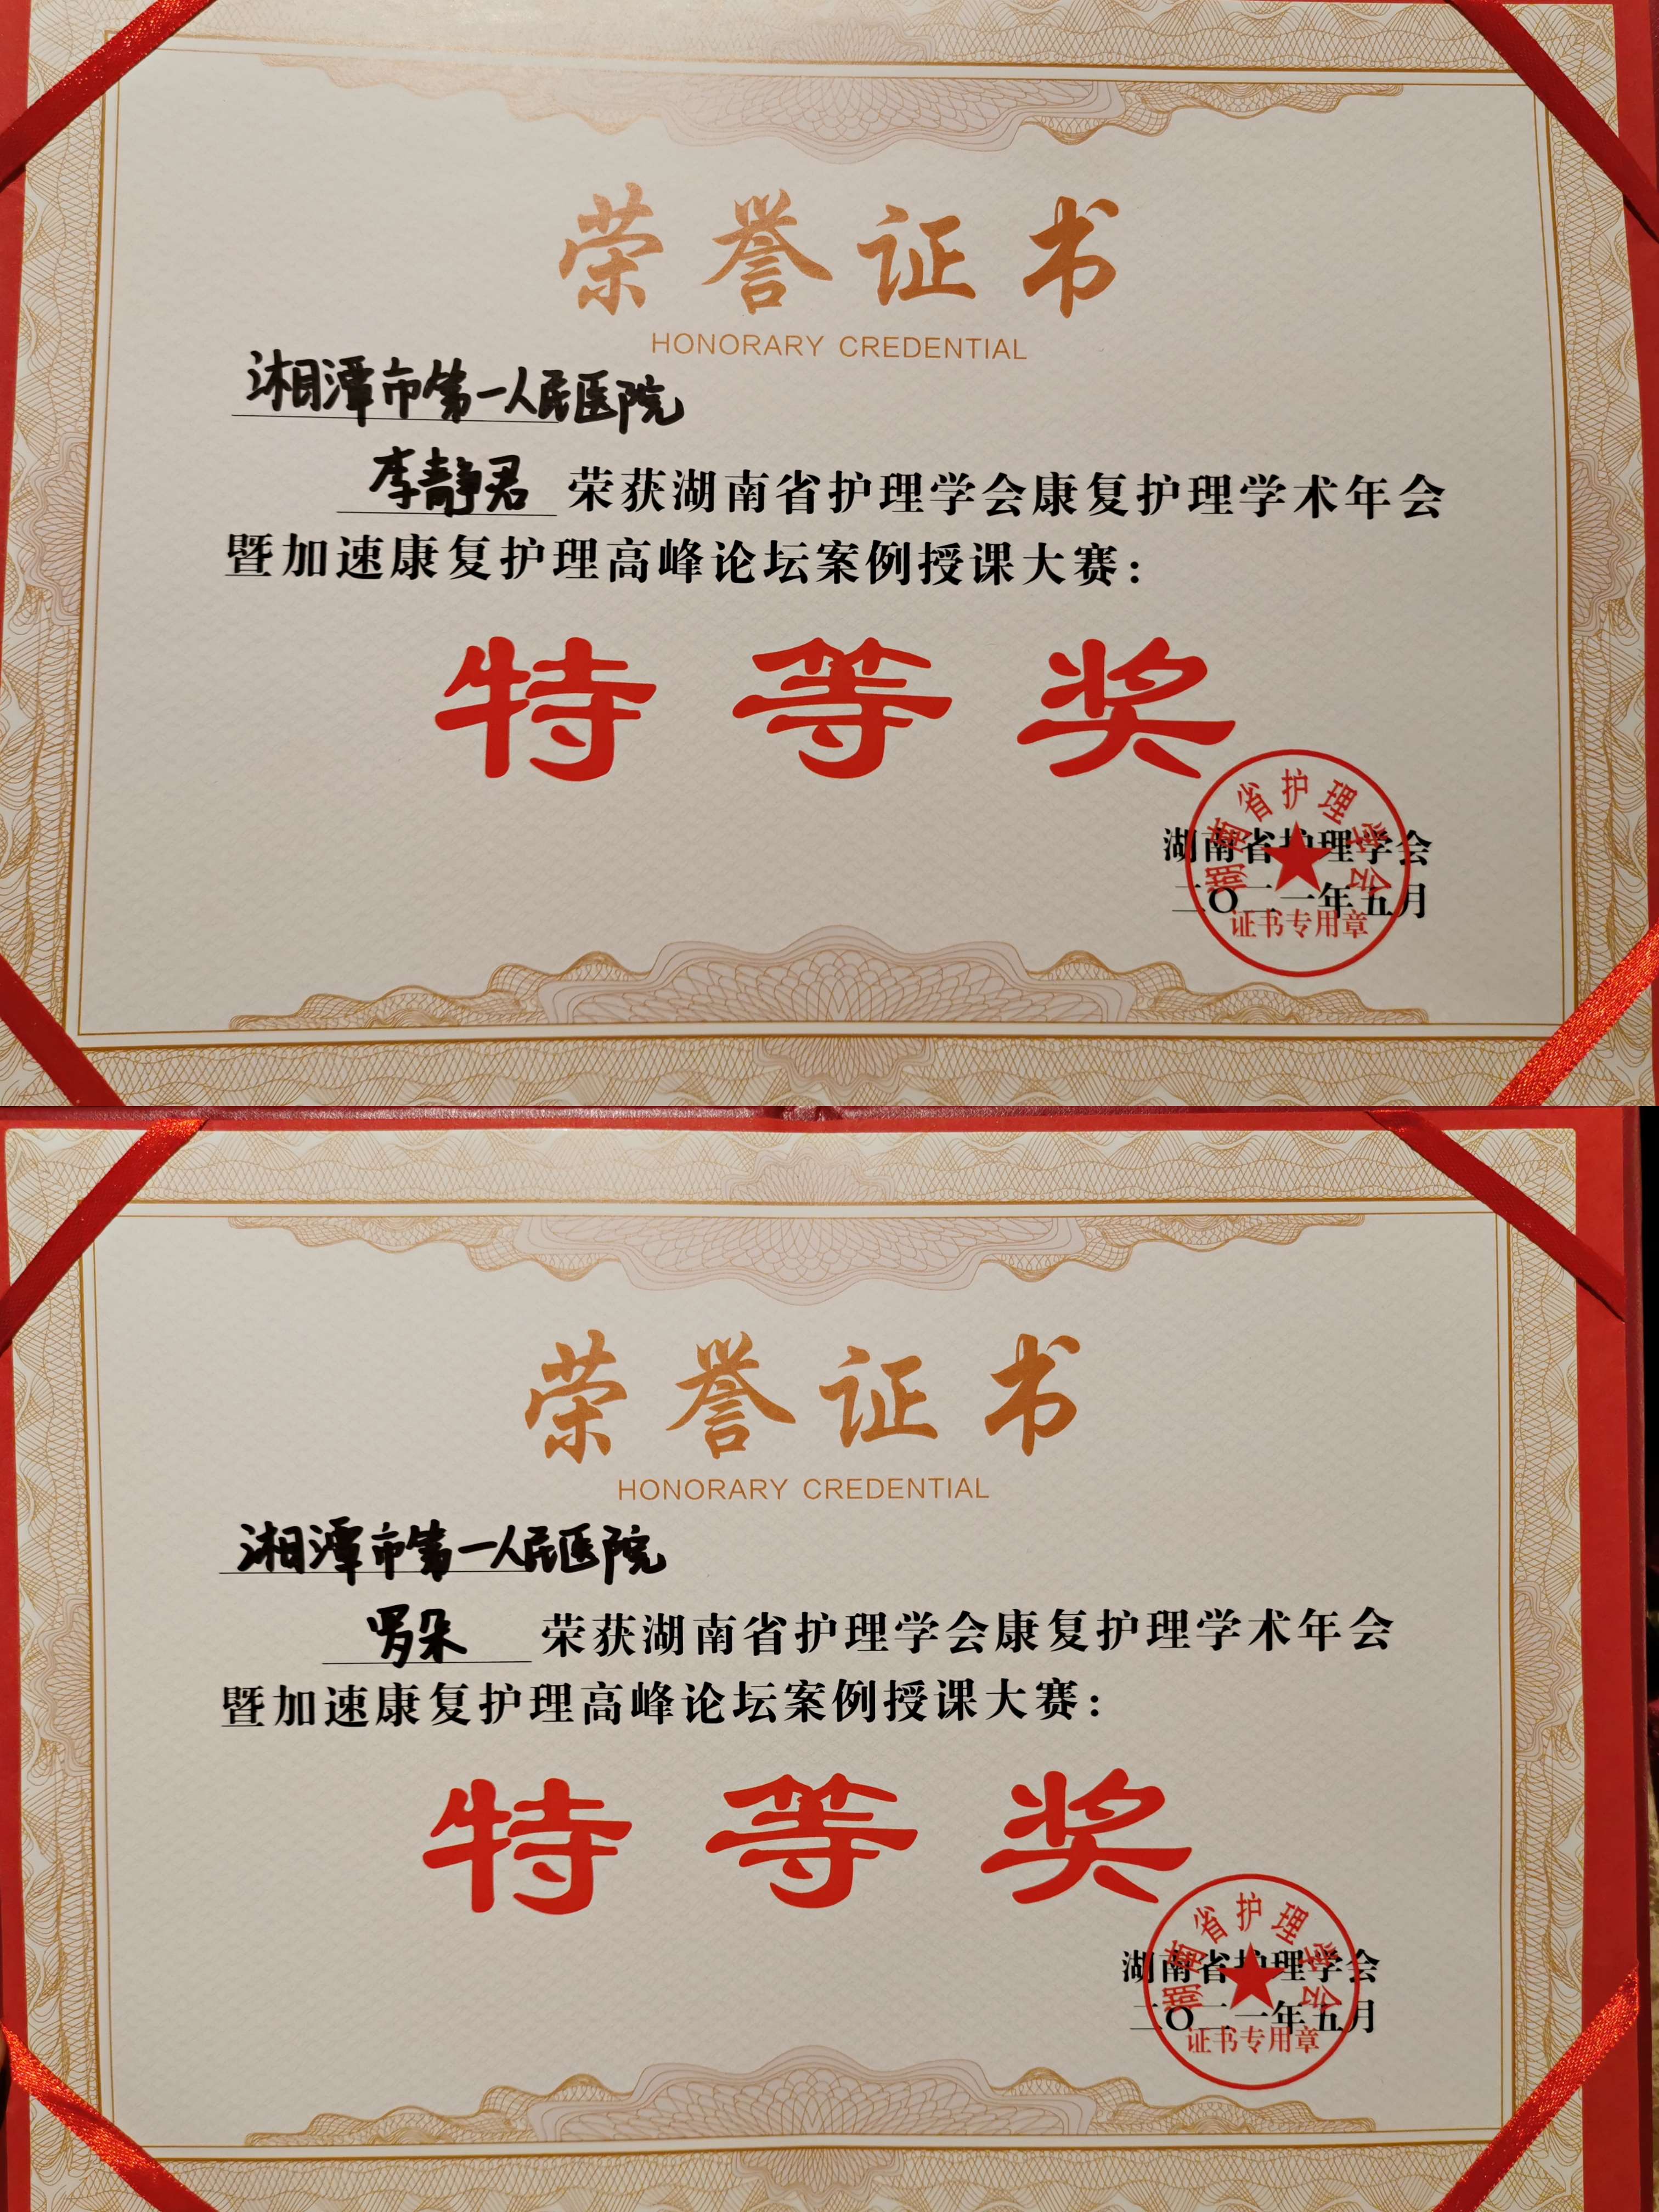 荣誉证书
HONORARY CREDENTIAL
湘潭市第一人民医院
李静君 荣获湖南省护理学会康复护理学术年会
暨加速康复护理高峰论坛案例授课大赛：
特等奖
湖南省护理学会
二〇二一年五月
湖南省护理学会
证书专用章
荣誉证书
HONORARY CREDENTIAL
湘潭市第一人民医院
罗朵 荣获湖南省护理学会康复护理学术年会
暨加速康复护理高峰论坛案例授课大赛：
特等奖
湖南省护理学会
二〇二一年五月
湖南省护理学会
证书专用章